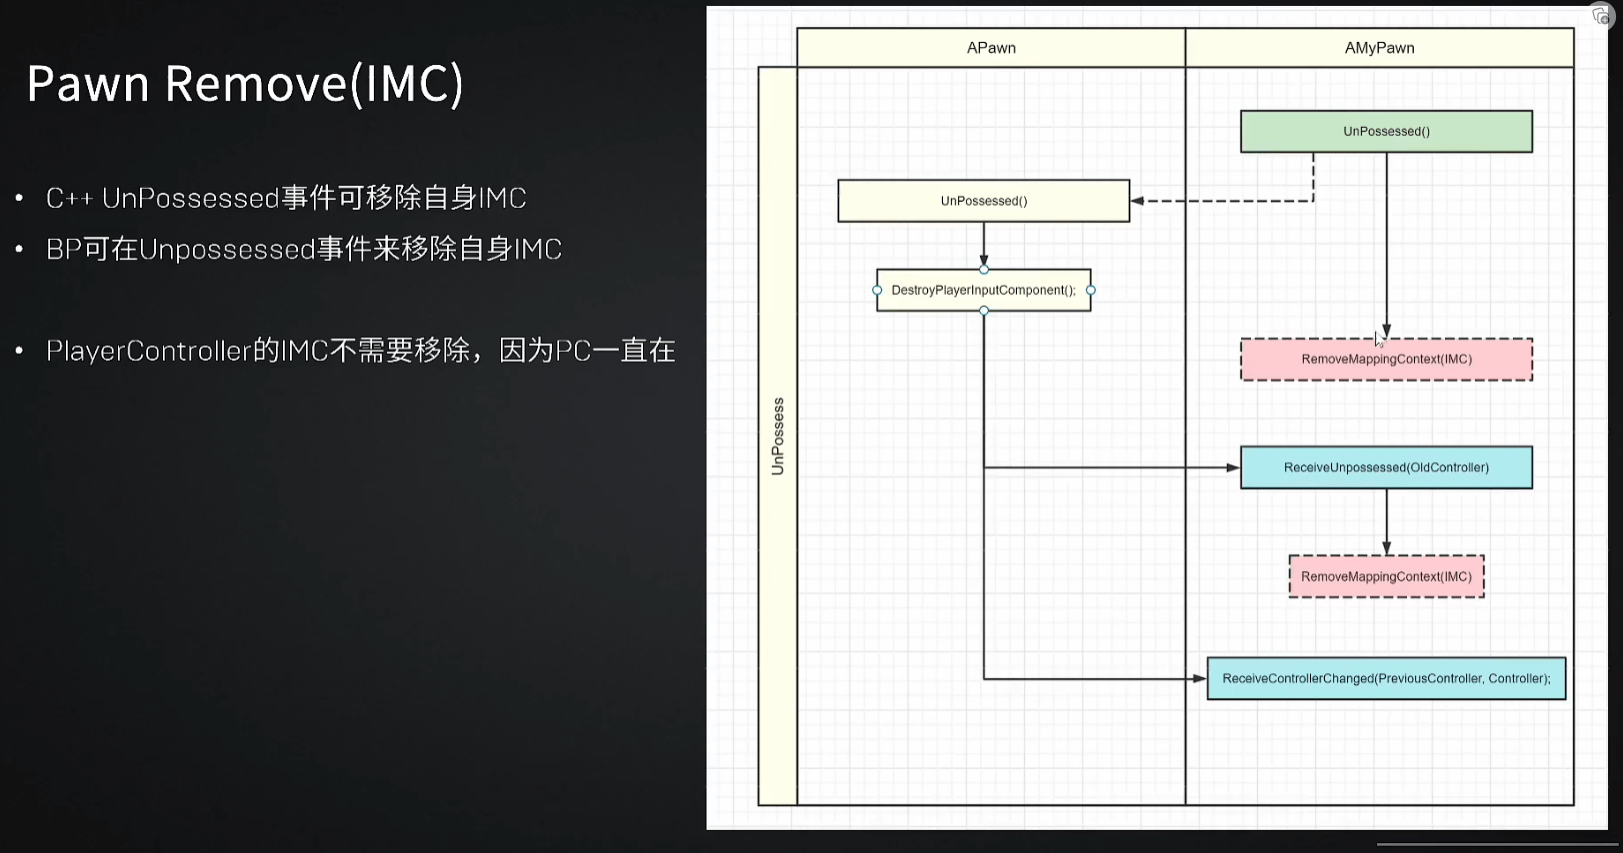 Pawn Remove(IMC)
• C++ UnPossessed事件可移除自身IMC
• BP可在Unpossessed事件来移除自身IMC
• PlayerController的IMC不需要移除，因为PC一直在
APawn
AMyPawn
UnPossess
UnPossessed()
UnPossessed()
DestroyPlayerInputComponent();
RemoveMappingContext(IMC)
ReceiveUnpossessed(OldController)
RemoveMappingContext(IMC)
ReceiveControllerChanged(PreviousController, Controller);